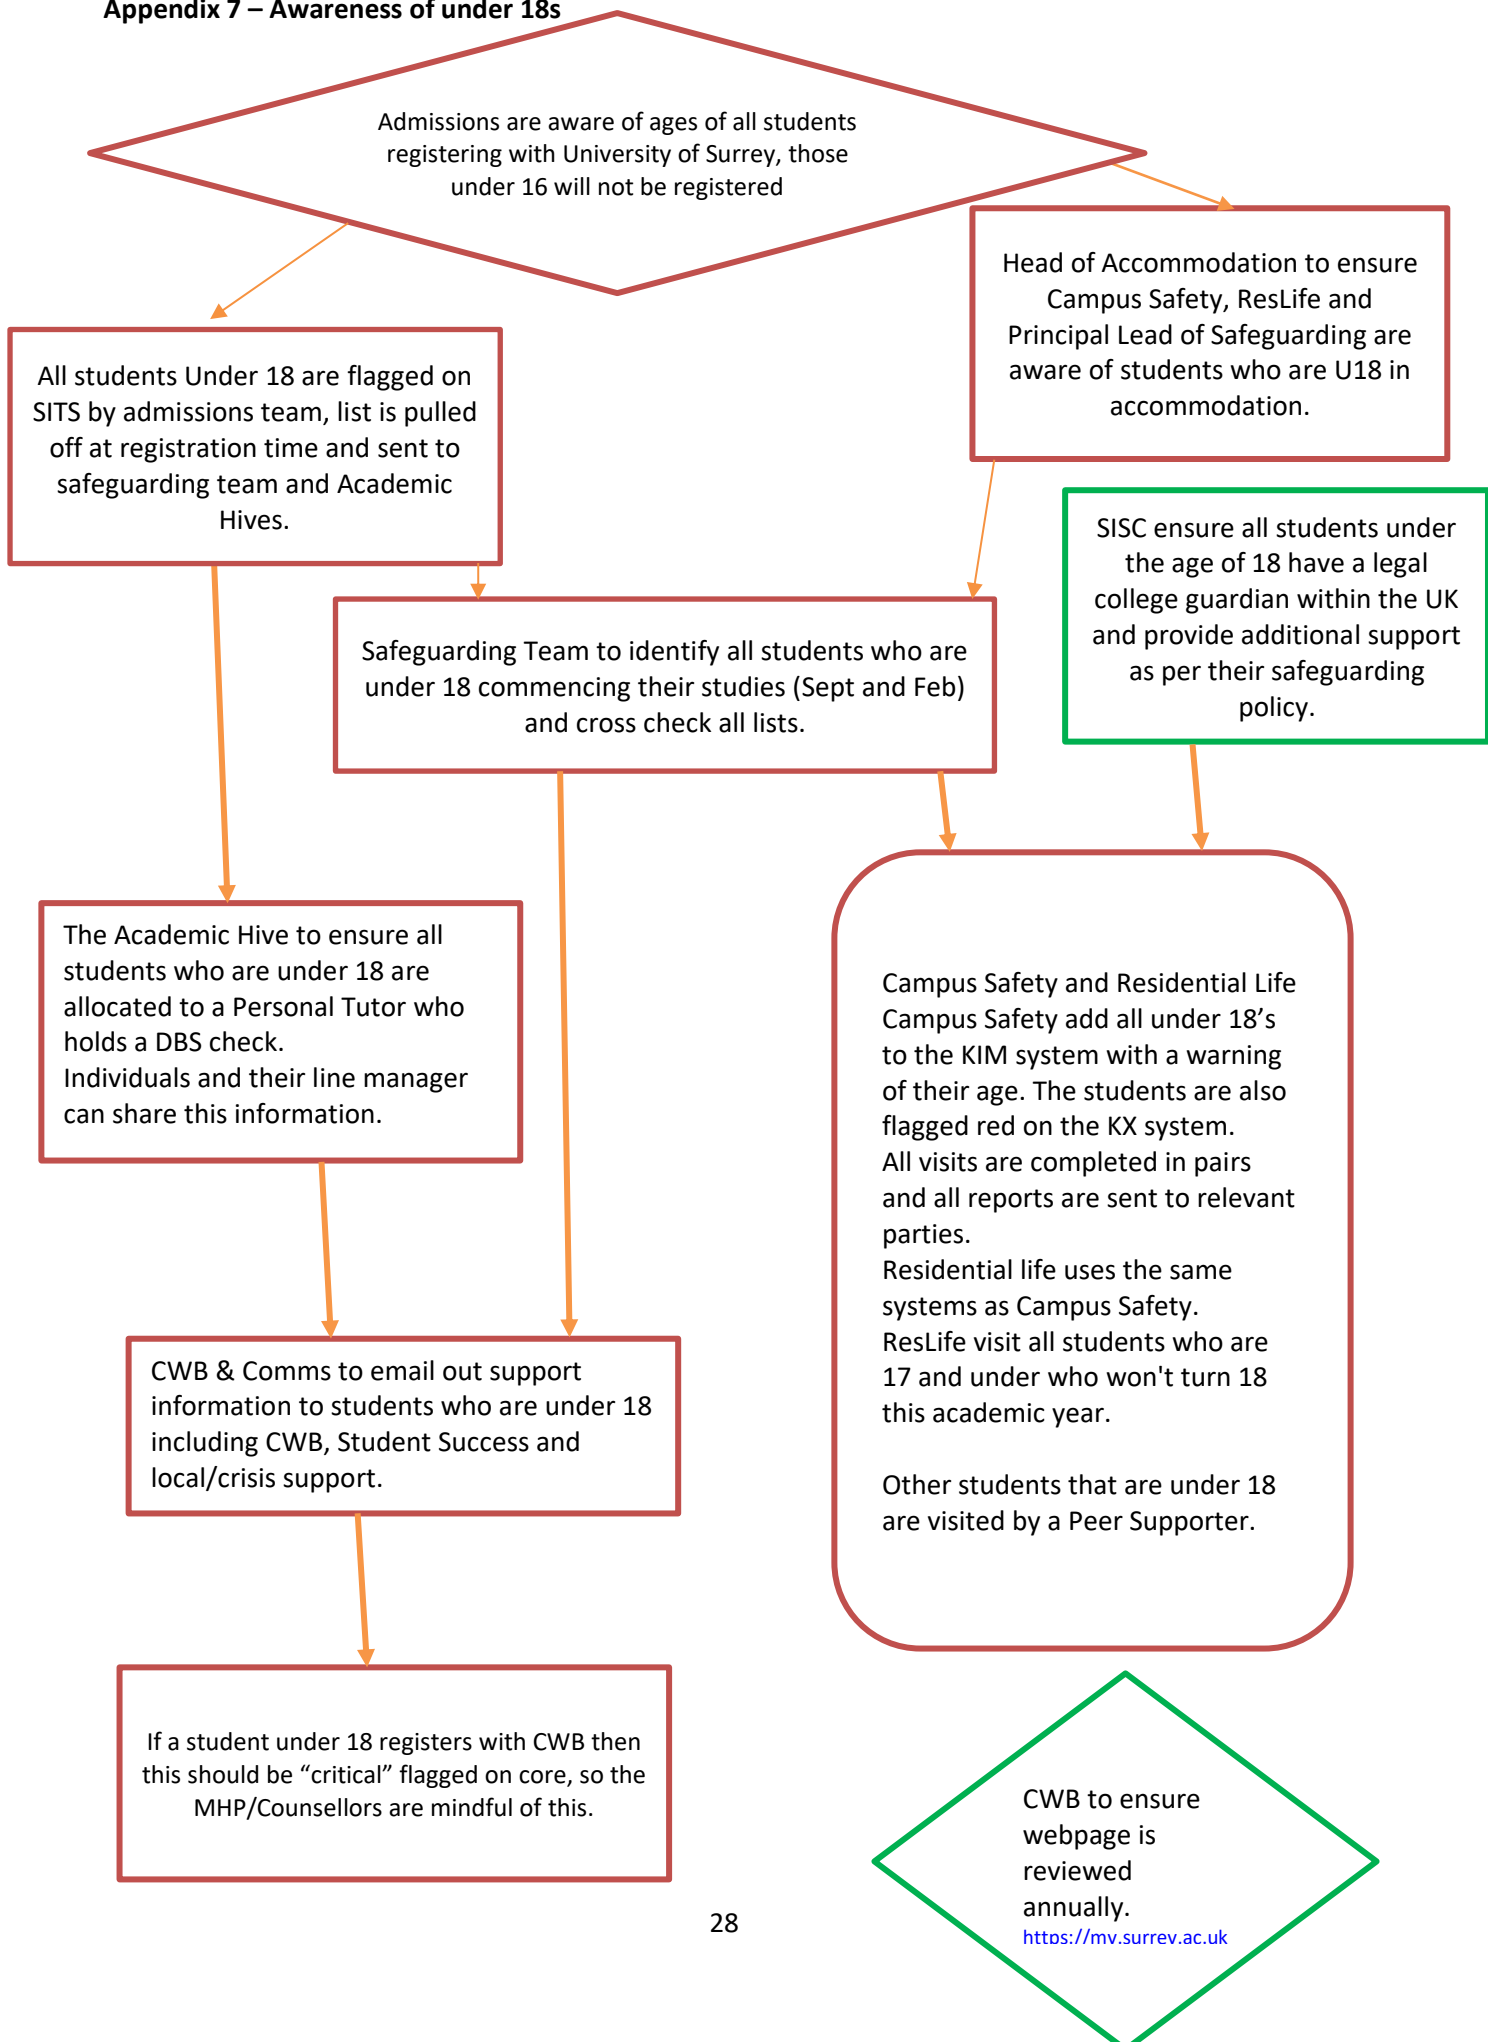 Appendix 7 – Awareness of under 18s
Admissions are aware of ages of all students
registering with University of Surrey, those
under 16 will not be registered
Head of Accommodation to ensure
Campus Safety, ResLife and
Principal Lead of Safeguarding are
aware of students who are U18 in
accommodation.
All students Under 18 are flagged on
SITS by admissions team, list is pulled
off at registration time and sent to
safeguarding team and Academic
Hives.
SISC ensure all students under
the age of 18 have a legal
college guardian within the UK
and provide additional support
as per their safeguarding
policy.
Safeguarding Team to identify all students who are
under 18 commencing their studies (Sept and Feb)
and cross check all lists.
The Academic Hive to ensure all
students who are under 18 are
allocated to a Personal Tutor who
holds a DBS check.
Individuals and their line manager
can share this information.
Campus Safety and Residential Life
Campus Safety add all under 18’s
to the KIM system with a warning
of their age. The students are also
flagged red on the KX system.
All visits are completed in pairs
and all reports are sent to relevant
parties.
Residential life uses the same
systems as Campus Safety.
ResLife visit all students who are
17 and under who won't turn 18
this academic year.
Other students that are under 18
are visited by a Peer Supporter.
CWB & Comms to email out support
information to students who are under 18
including CWB, Student Success and
local/crisis support.
If a student under 18 registers with CWB then
this should be “critical” flagged on core, so the
MHP/Counsellors are mindful of this.
CWB to ensure
webpage is
reviewed
annually.
https://my.surrey.ac.uk
28